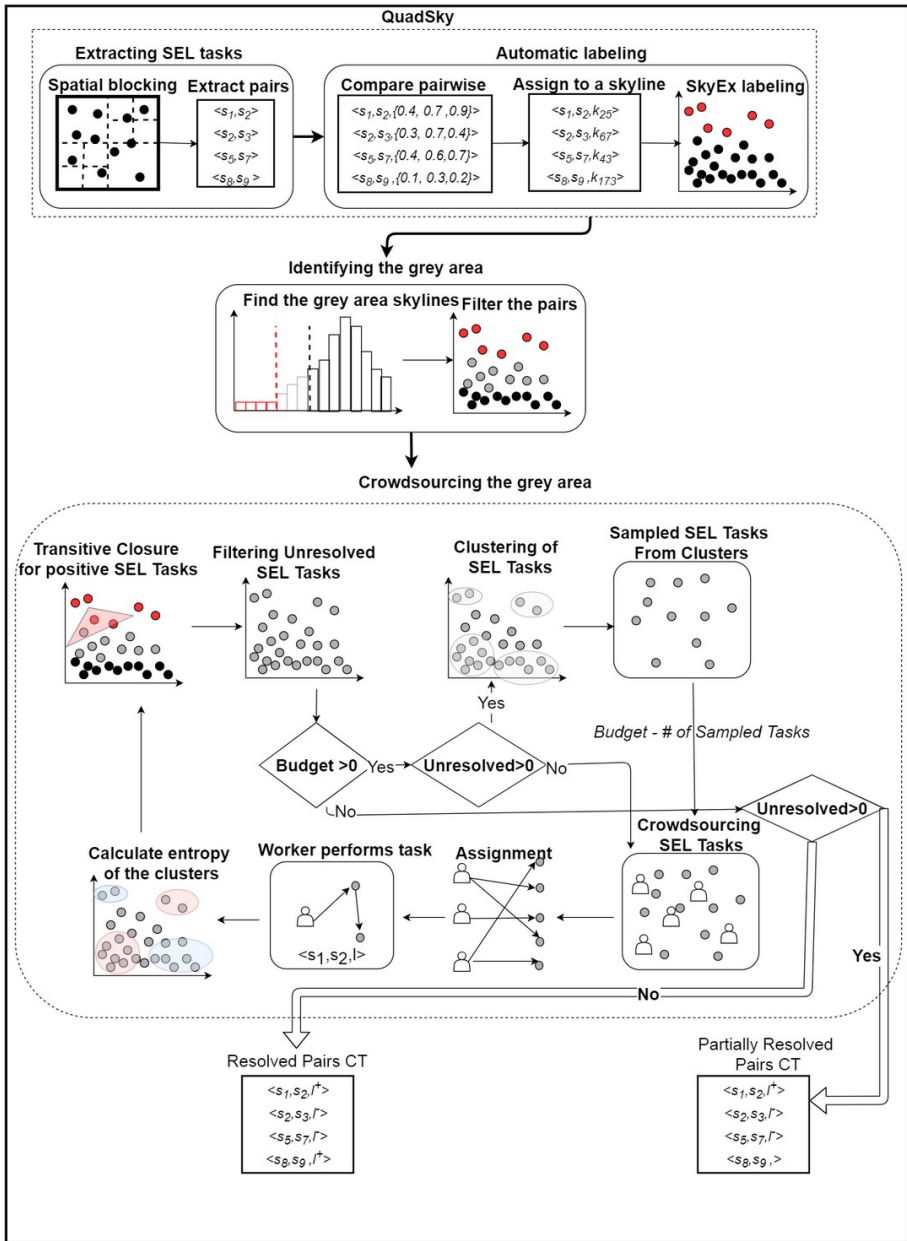 QuadSky
Extracting SEL tasks
Automatic labeling
Spatial blocking
Extract pairs
<s1,s2>
<s2,s3>
<s5,s7>
<s8,s9 >
Compare pairwise
<s1,s2,{0.4, 0.7 ,0.9}>
<s2,s3,{0.3, 0.7,0.4}>
<s5,s7,{0.4, 0.6,0.7}>
<s8,s9 ,{0.1, 0.3,0.2}>
Assign to a skyline
<s1,s2,k25>
<s2,s3,k67>
<s5,s7,k43>
<s8,s9 ,k173>
SkyEx labeling
Identifying the grey area
Find the grey area skylines
Filter the pairs
Crowdsourcing the grey area
Transitive Closure
for positive SEL Tasks
Filtering Unresolved
SEL Tasks
Clustering of
SEL Tasks
Sampled SEL Tasks
From Clusters
Yes
Budget - # of Sampled Tasks
Budget >0
Yes
Unresolved>0
No
No
Unresolved>0
Calculate entropy
of the clusters
Worker performs task
<s1,s2,l>
Assignment
Crowdsourcing
SEL Tasks
Yes
No
Resolved Pairs CT
<s1,s2,l+>
<s2,s3,l->
<s5,s7,l->
<s8,s9 ,l+>
Partially Resolved
Pairs CT
<s1,s2,l+>
<s2,s3,l->
<s5,s7,l->
<s8,s9 ,>